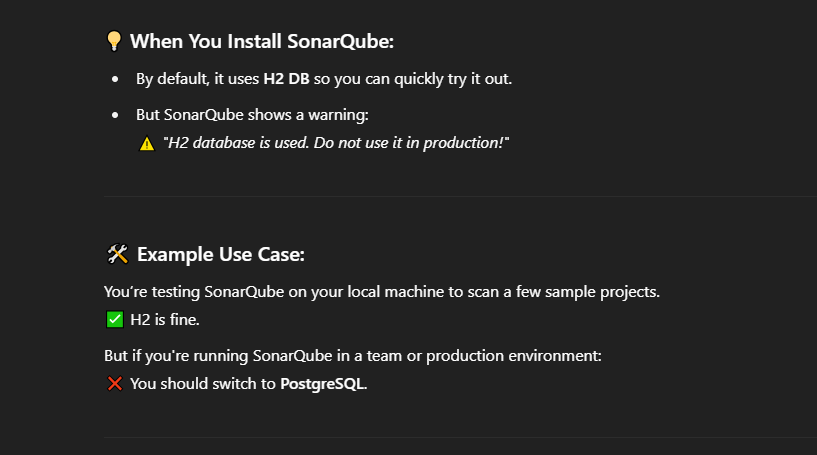 💡 When You Install SonarQube:
• By default, it uses H2 DB so you can quickly try it out.
• But SonarQube shows a warning:
⚠️ "H2 database is used. Do not use it in production!"
🛠️ Example Use Case:
You’re testing SonarQube on your local machine to scan a few sample projects.
✅ H2 is fine.
But if you're running SonarQube in a team or production environment:
❌ You should switch to PostgreSQL.